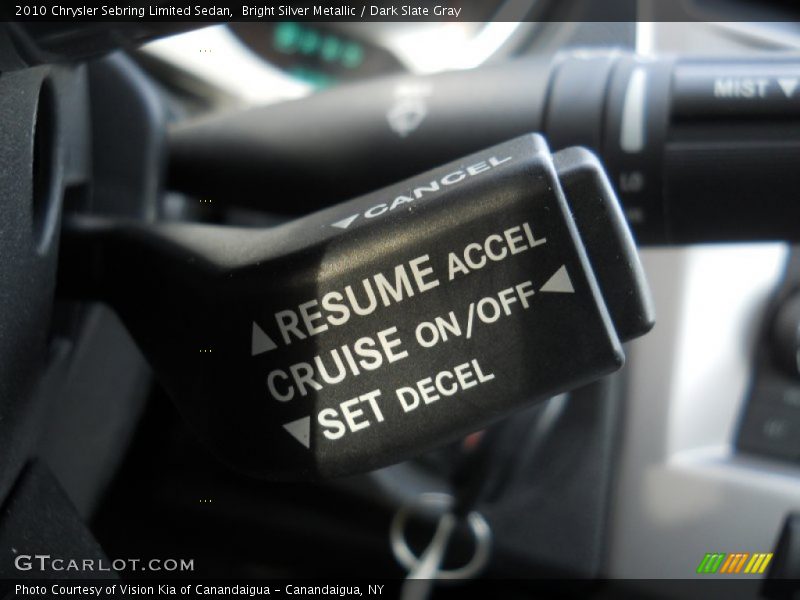 2010 Chrysler Sebring Limited Sedan,  Bright Silver Metallic / Dark Slate Gray
MIST
LO
CANCEL
RESUME ACCEL
CRUISE ON/OFF
SET DECEL
GTCARLOT.COM
Photo Courtesy of Vision Kia of Canandaigua - Canandaigua, NY